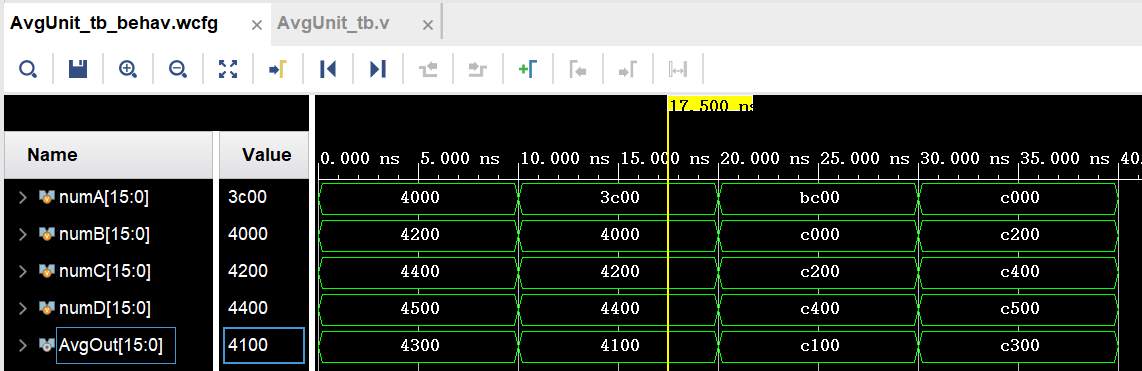 AvgUnit_tb_behav.wcfg × AvgUnit_tb.v ×
17.500 ns
Name Value 0.000 ns 5.000 ns 10.000 ns 15.000 ns 20.000 ns 25.000 ns 30.000 ns 35.000 ns 40.
numA[15:0] 3c00 4000 3c00 bc00 c000
numB[15:0] 4000 4200 4000 c000 c200
numC[15:0] 4200 4400 4200 c200 c400
numD[15:0] 4400 4500 4400 c400 c500
AvgOut[15:0] 4100 4300 4100 c100 c300